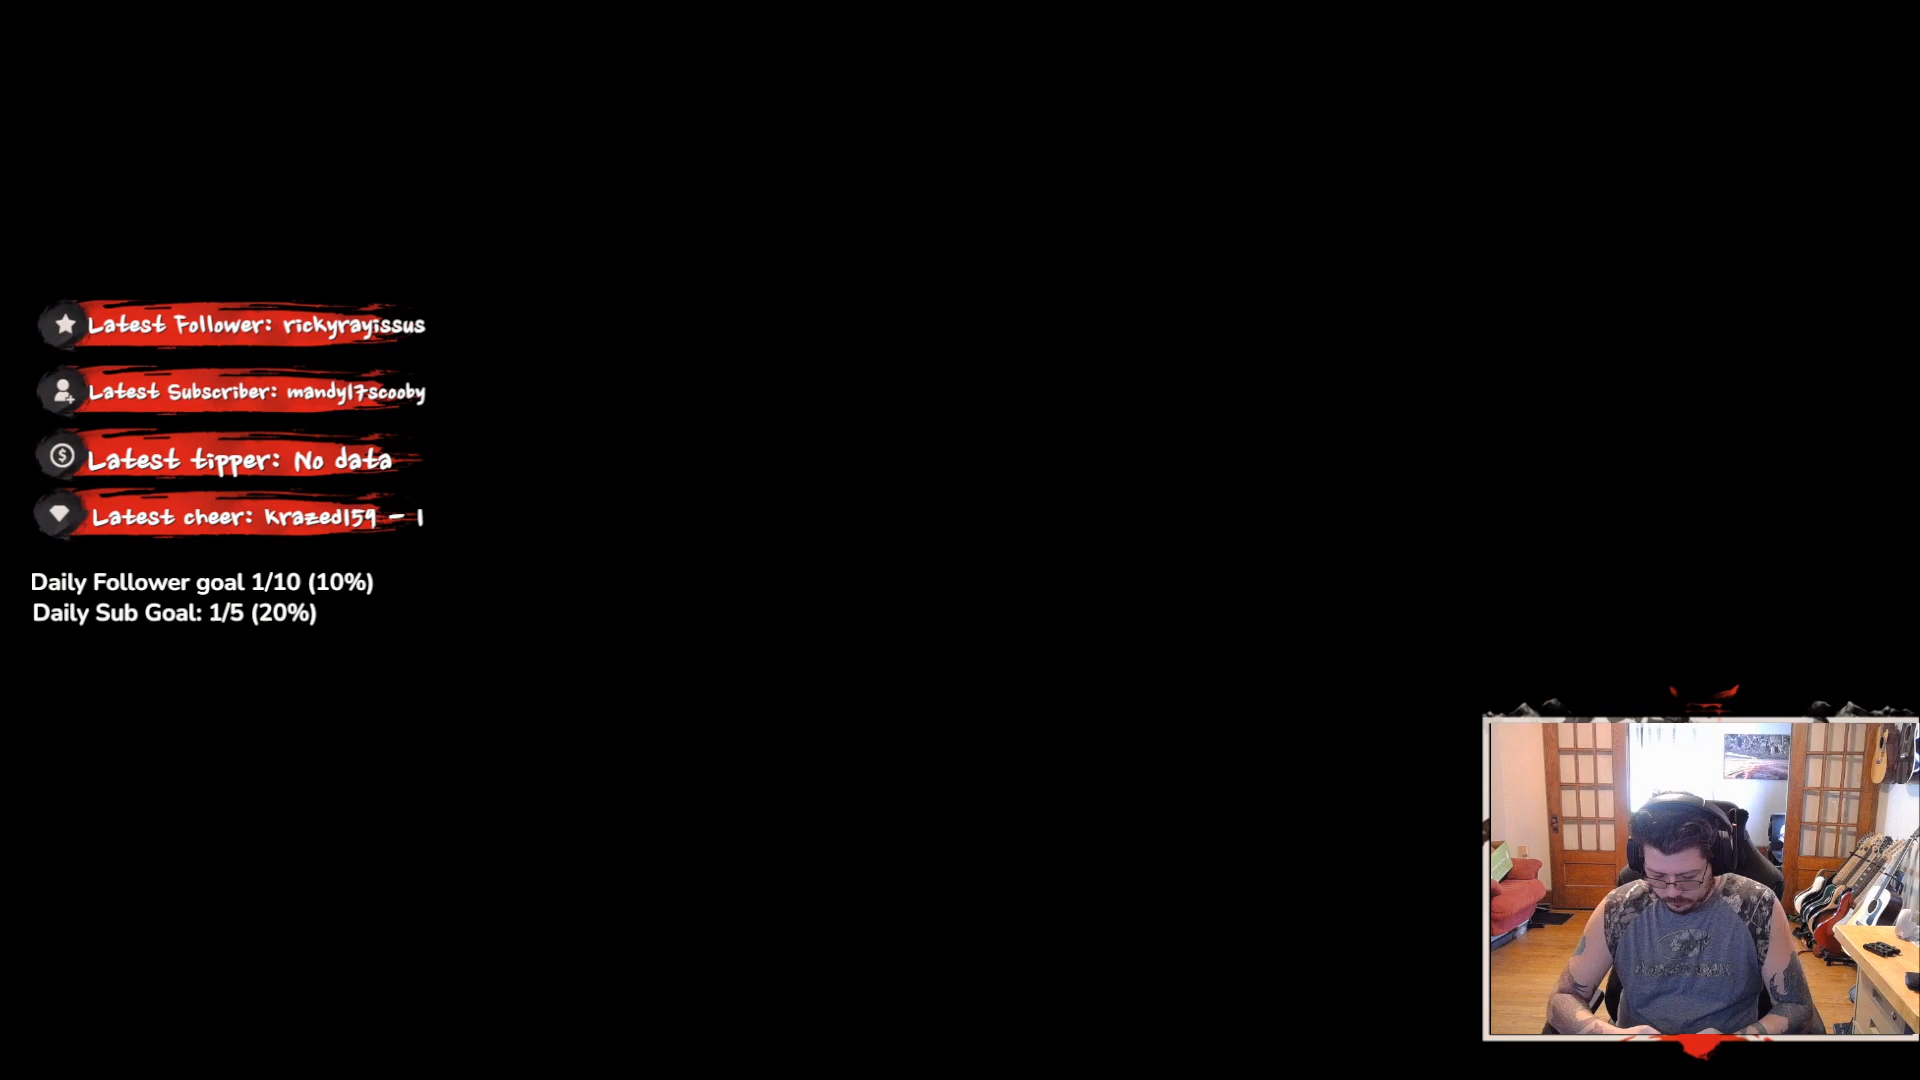 Latest Follower: rickyrayissus
Latest Subscriber: mandy17scooby
Latest tipper: No data
Latest cheer: Krazed159 - 1
Daily Follower goal 1/10 (10%)
Daily Sub Goal: 1/5 (20%)